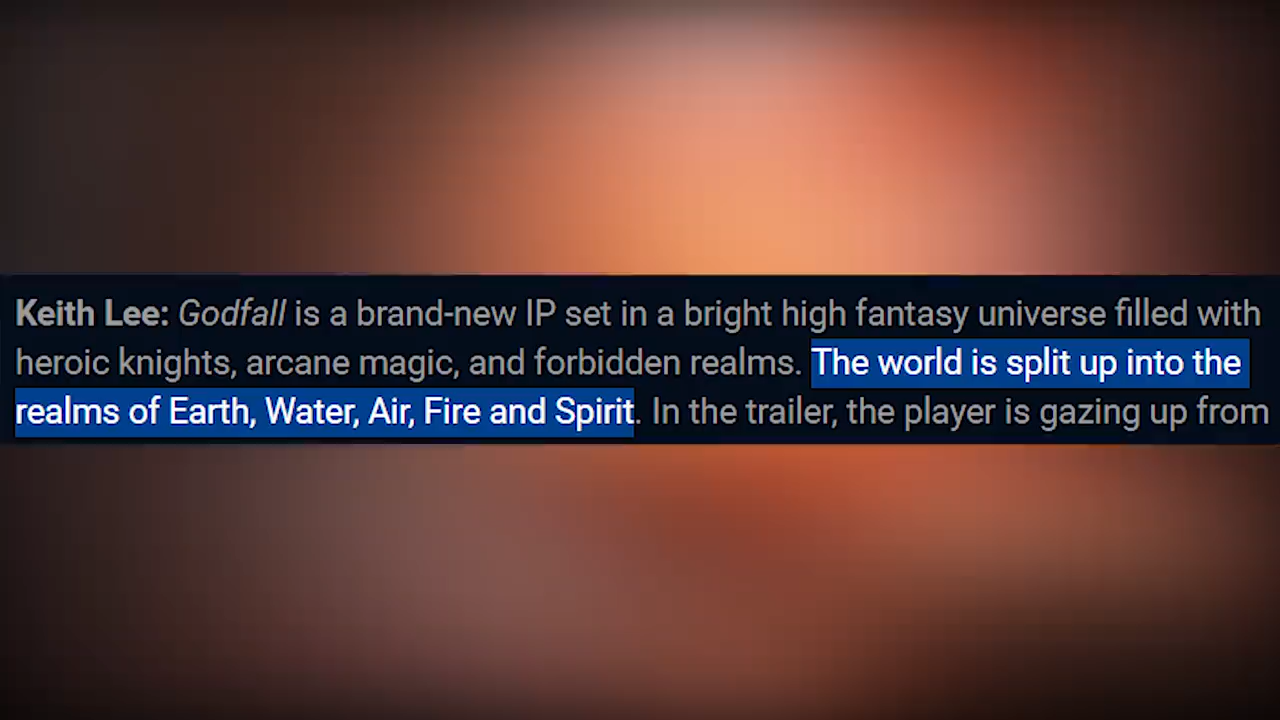 Keith Lee: Godfall is a brand-new IP set in a bright high fantasy universe filled with
heroic knights, arcane magic, and forbidden realms. The world is split up into the
realms of Earth, Water, Air, Fire and Spirit. In the trailer, the player is gazing up from